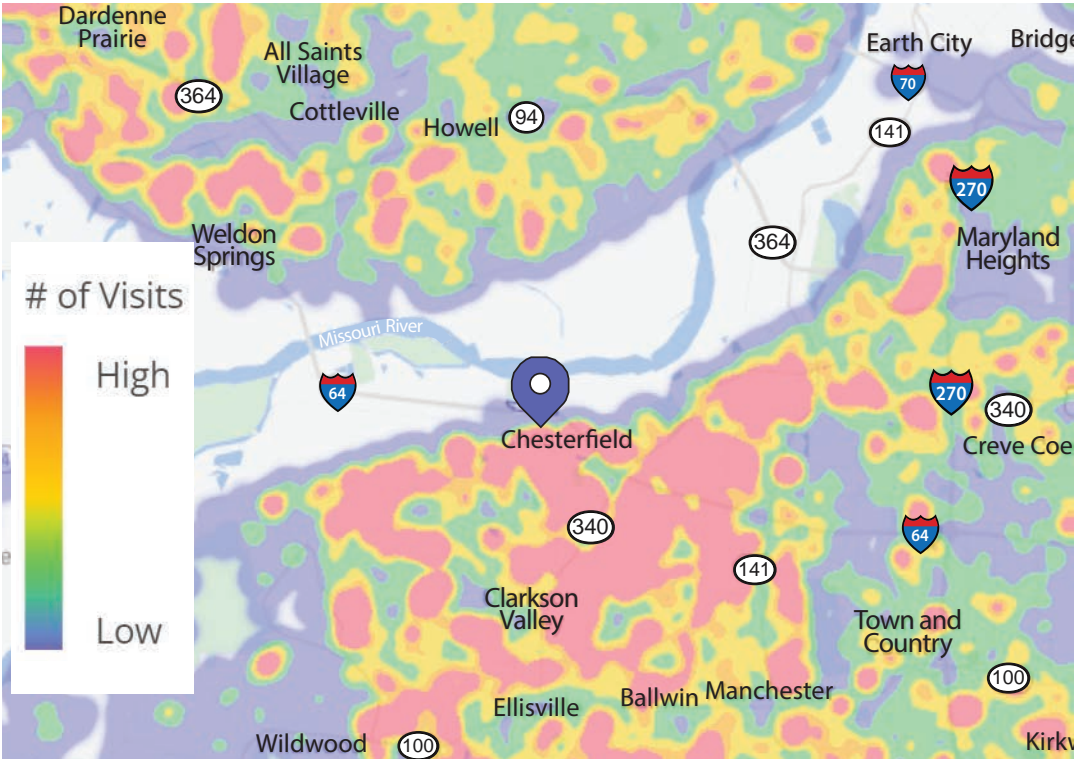 Dardenne
Prairie
All Saints
Village
Cottleville
364
Howell
94
Earth City
Bridge
70
141
270
Weldon
Springs
364
Maryland
Heights
# of Visits
High
Low
Missouri River
64
Chesterfield
270
340
Creve Coe
340
64
141
Clarkson
Valley
Town and
Country
100
Ellisville
Ballwin
Manchester
Wildwood
100
Kirkw